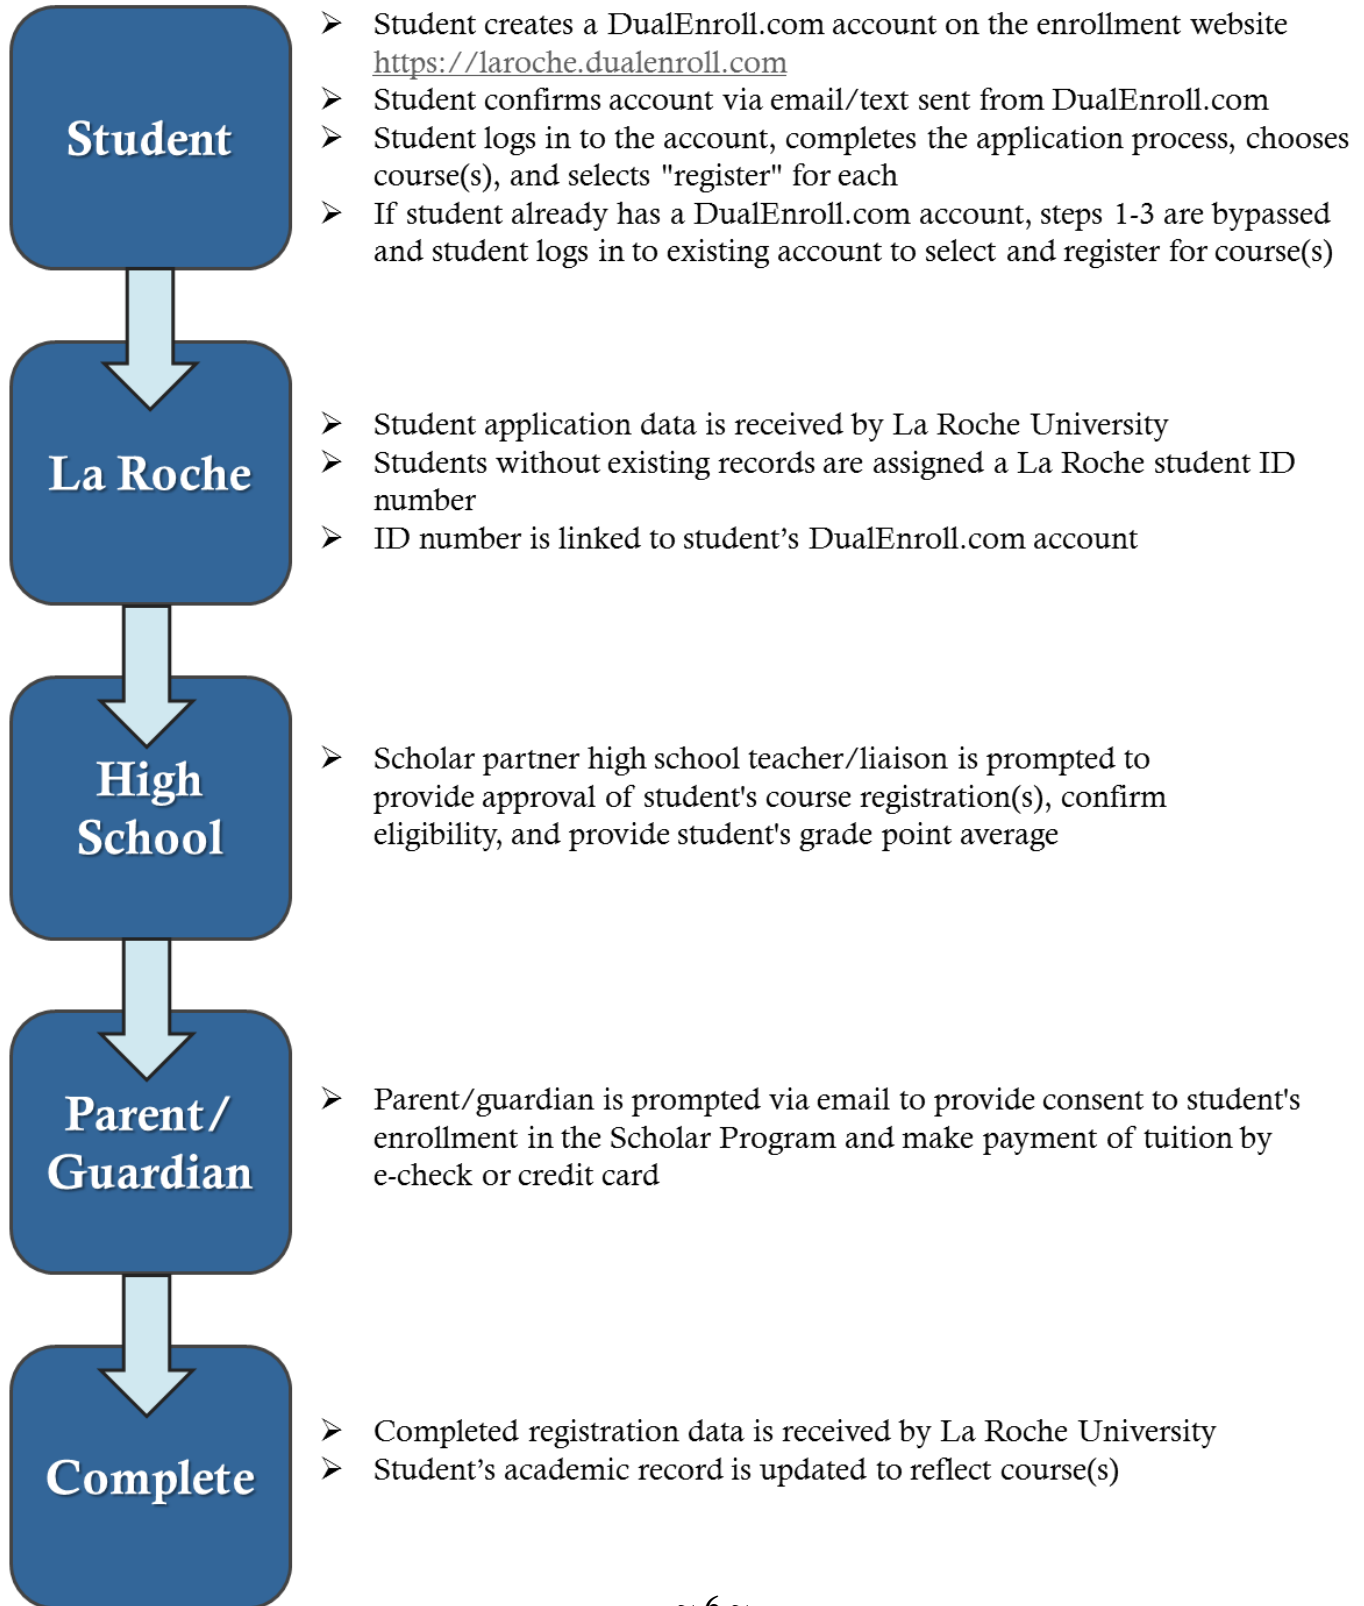 Student
➢ Student creates a DualEnroll.com account on the enrollment website
https://laroche.dualenroll.com
➢ Student confirms account via email/text sent from DualEnroll.com
➢ Student logs in to the account, completes the application process, chooses
course(s), and selects "register" for each
➢ If student already has a DualEnroll.com account, steps 1-3 are bypassed
and student logs in to existing account to select and register for course(s)
La Roche
➢ Student application data is received by La Roche University
➢ Students without existing records are assigned a La Roche student ID
number
➢ ID number is linked to student’s DualEnroll.com account
High
School
➢ Scholar partner high school teacher/liaison is prompted to
provide approval of student's course registration(s), confirm
eligibility, and provide student's grade point average
Parent/
Guardian
➢ Parent/guardian is prompted via email to provide consent to student's
enrollment in the Scholar Program and make payment of tuition by
e-check or credit card
Complete
➢ Completed registration data is received by La Roche University
➢ Student’s academic record is updated to reflect course(s)
~ 6 ~